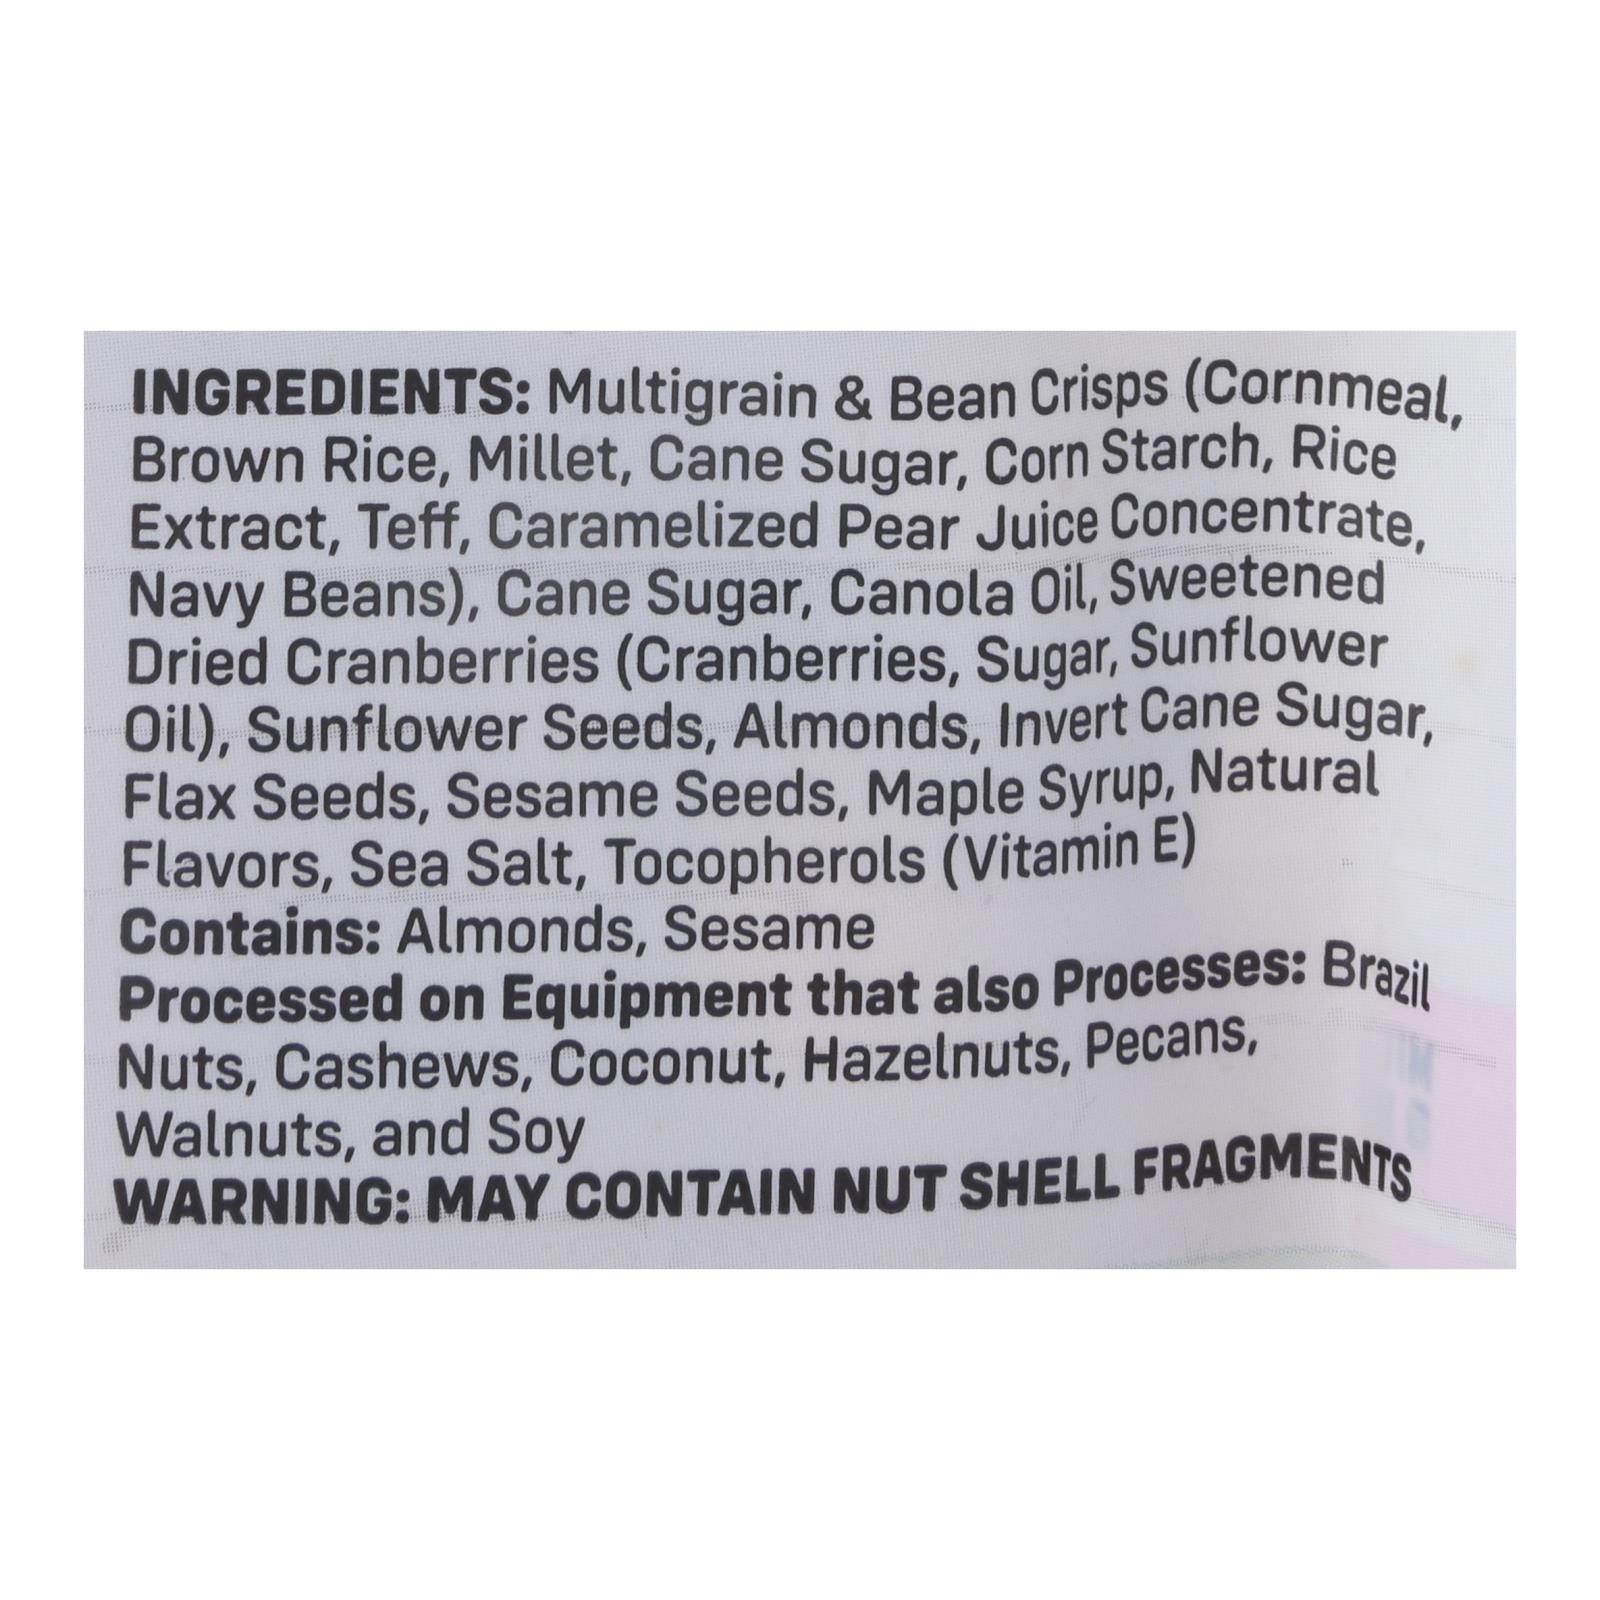 INGREDIENTS: Multigrain & Bean Crisps (Cornmeal,
Brown Rice, Millet, Cane Sugar, Corn Starch, Rice
Extract, Teff, Caramelized Pear Juice Concentrate,
Navy Beans), Cane Sugar, Canola Oil, Sweetened
Dried Cranberries (Cranberries, Sugar, Sunflower
Oil), Sunflower Seeds, Almonds, Invert Cane Sugar,
Flax Seeds, Sesame Seeds, Maple Syrup, Natural
Flavors, Sea Salt, Tocopherols (Vitamin E)
Contains: Almonds, Sesame
Processed on Equipment that also Processes: Brazil
Nuts, Cashews, Coconut, Hazelnuts, Pecans,
Walnuts, and Soy
WARNING: MAY CONTAIN NUT SHELL FRAGMENTS